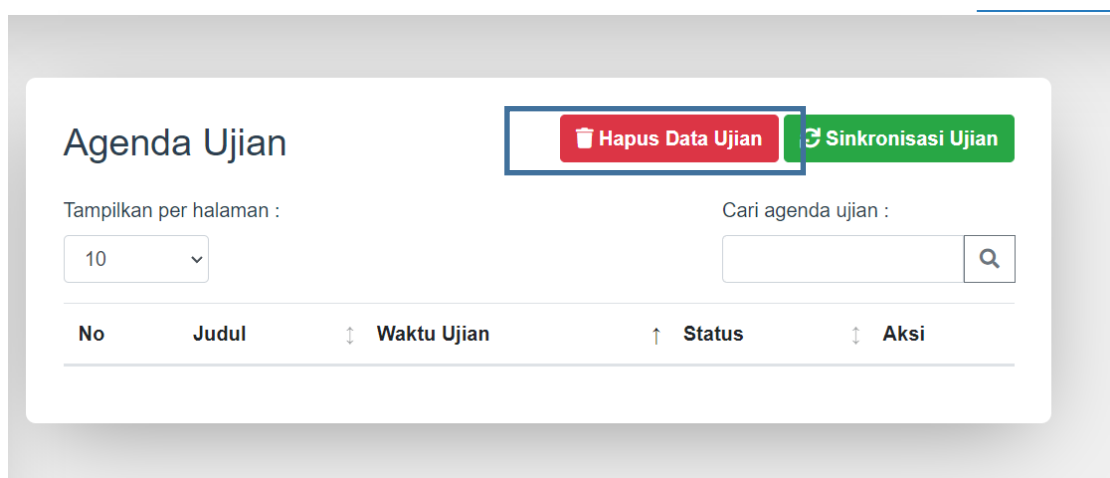 Agenda Ujian
Hapus Data Ujian
Sinkronisasi Ujian
Tampilkan per halaman :
Cari agenda ujian :
10
No Judul Waktu Ujian Status Aksi